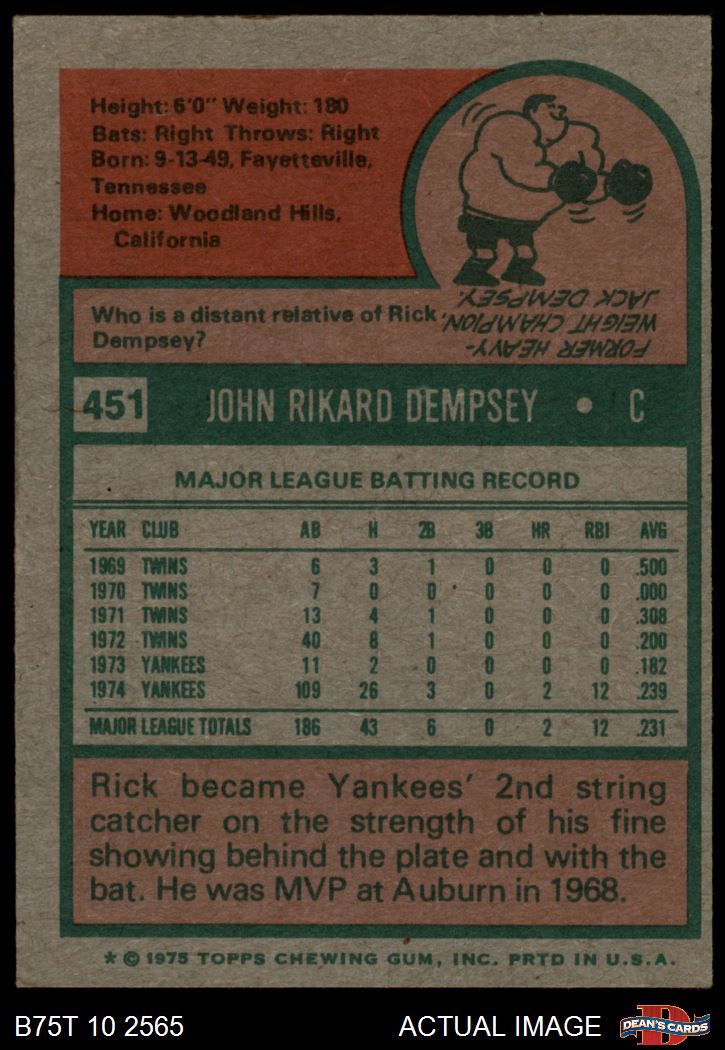 Height: 6'0" Weight: 180
Bats: Right Throws: Right
Born: 9-13-49, Fayetteville,
Tennessee
Home: Woodland Hills,
California
Who is a distant relative of Rick
Dempsey?
FORMER HEAVY-
WEIGHT CHAMPION,
JACK DEMPSEY.
451 JOHN RIKARD DEMPSEY • C
MAJOR LEAGUE BATTING RECORD
YEAR CLUB AB H 2B 3B HR RBI AVG
1969 TWINS 6 3 1 0 0 0 .500
1970 TWINS 7 0 0 0 0 0 .000
1971 TWINS 13 4 1 0 0 0 .308
1972 TWINS 40 8 1 0 0 0 .200
1973 YANKEES 11 2 0 0 0 0 .182
1974 YANKEES 109 26 3 0 2 12 .239
MAJOR LEAGUE TOTALS 186 43 6 0 2 12 .231
Rick became Yankees' 2nd string
catcher on the strength of his fine
showing behind the plate and with the
bat. He was MVP at Auburn in 1968.
* © 1975 TOPPS CHEWING GUM, INC. PRTD IN U.S.A.
B75T 10 2565 ACTUAL IMAGE D DEAN'S CARDS